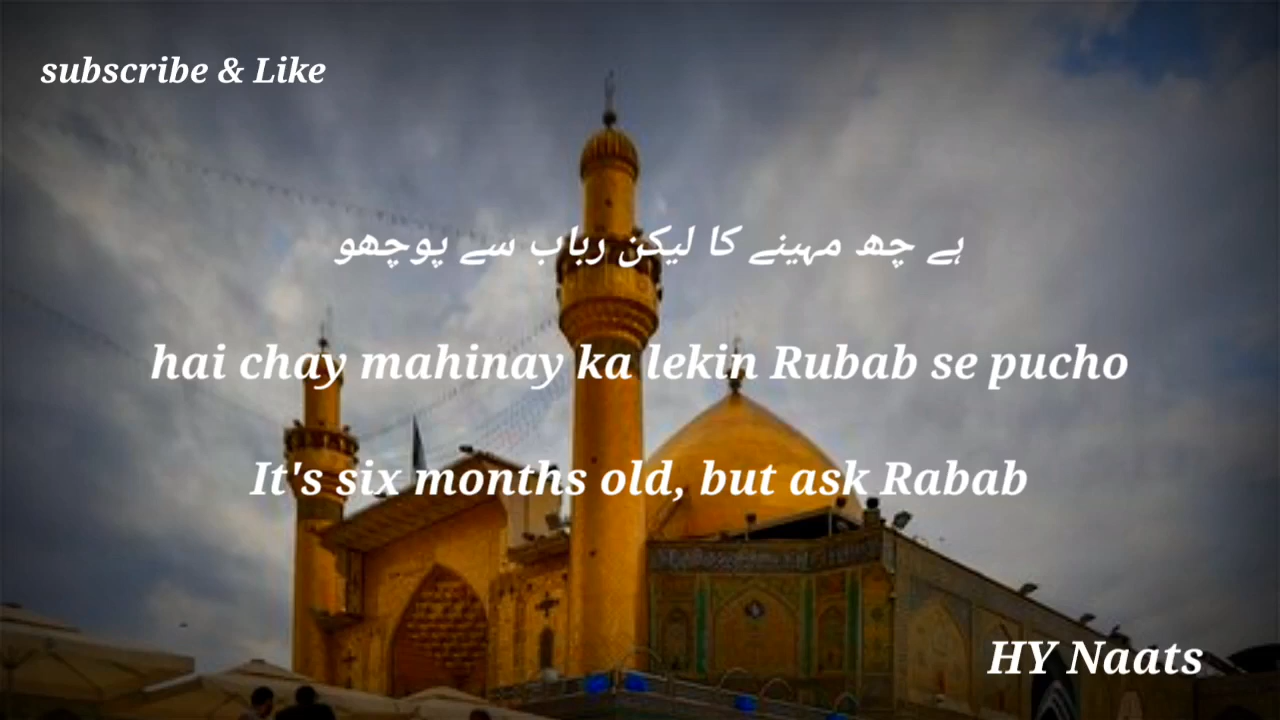 subscribe & Like
ہے چھ مہینے کا لیکن رباب سے پوچھو
hai chay mahinay ka lekin Rubab se pucho
It's six months old, but ask Rabab
HY Naats